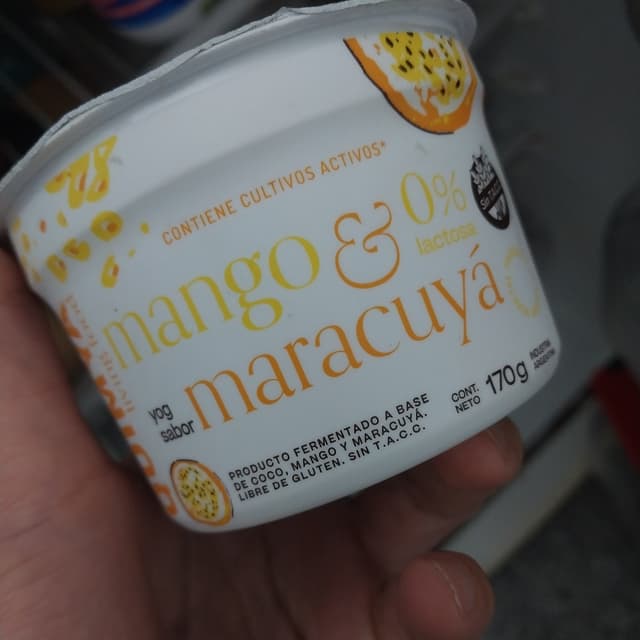 CONTIENE CULTIVOS ACTIVOS*
mango &
0%
lactosa
yog
sabor
maracuyá
PRODUCTO FERMENTADO A BASE
DE COCO, MANGO Y MARACUYÁ.
LIBRE DE GLUTEN. SIN T.A.C.C.
CONT.
NETO
170g
INDUSTRIA
ARGENTINA